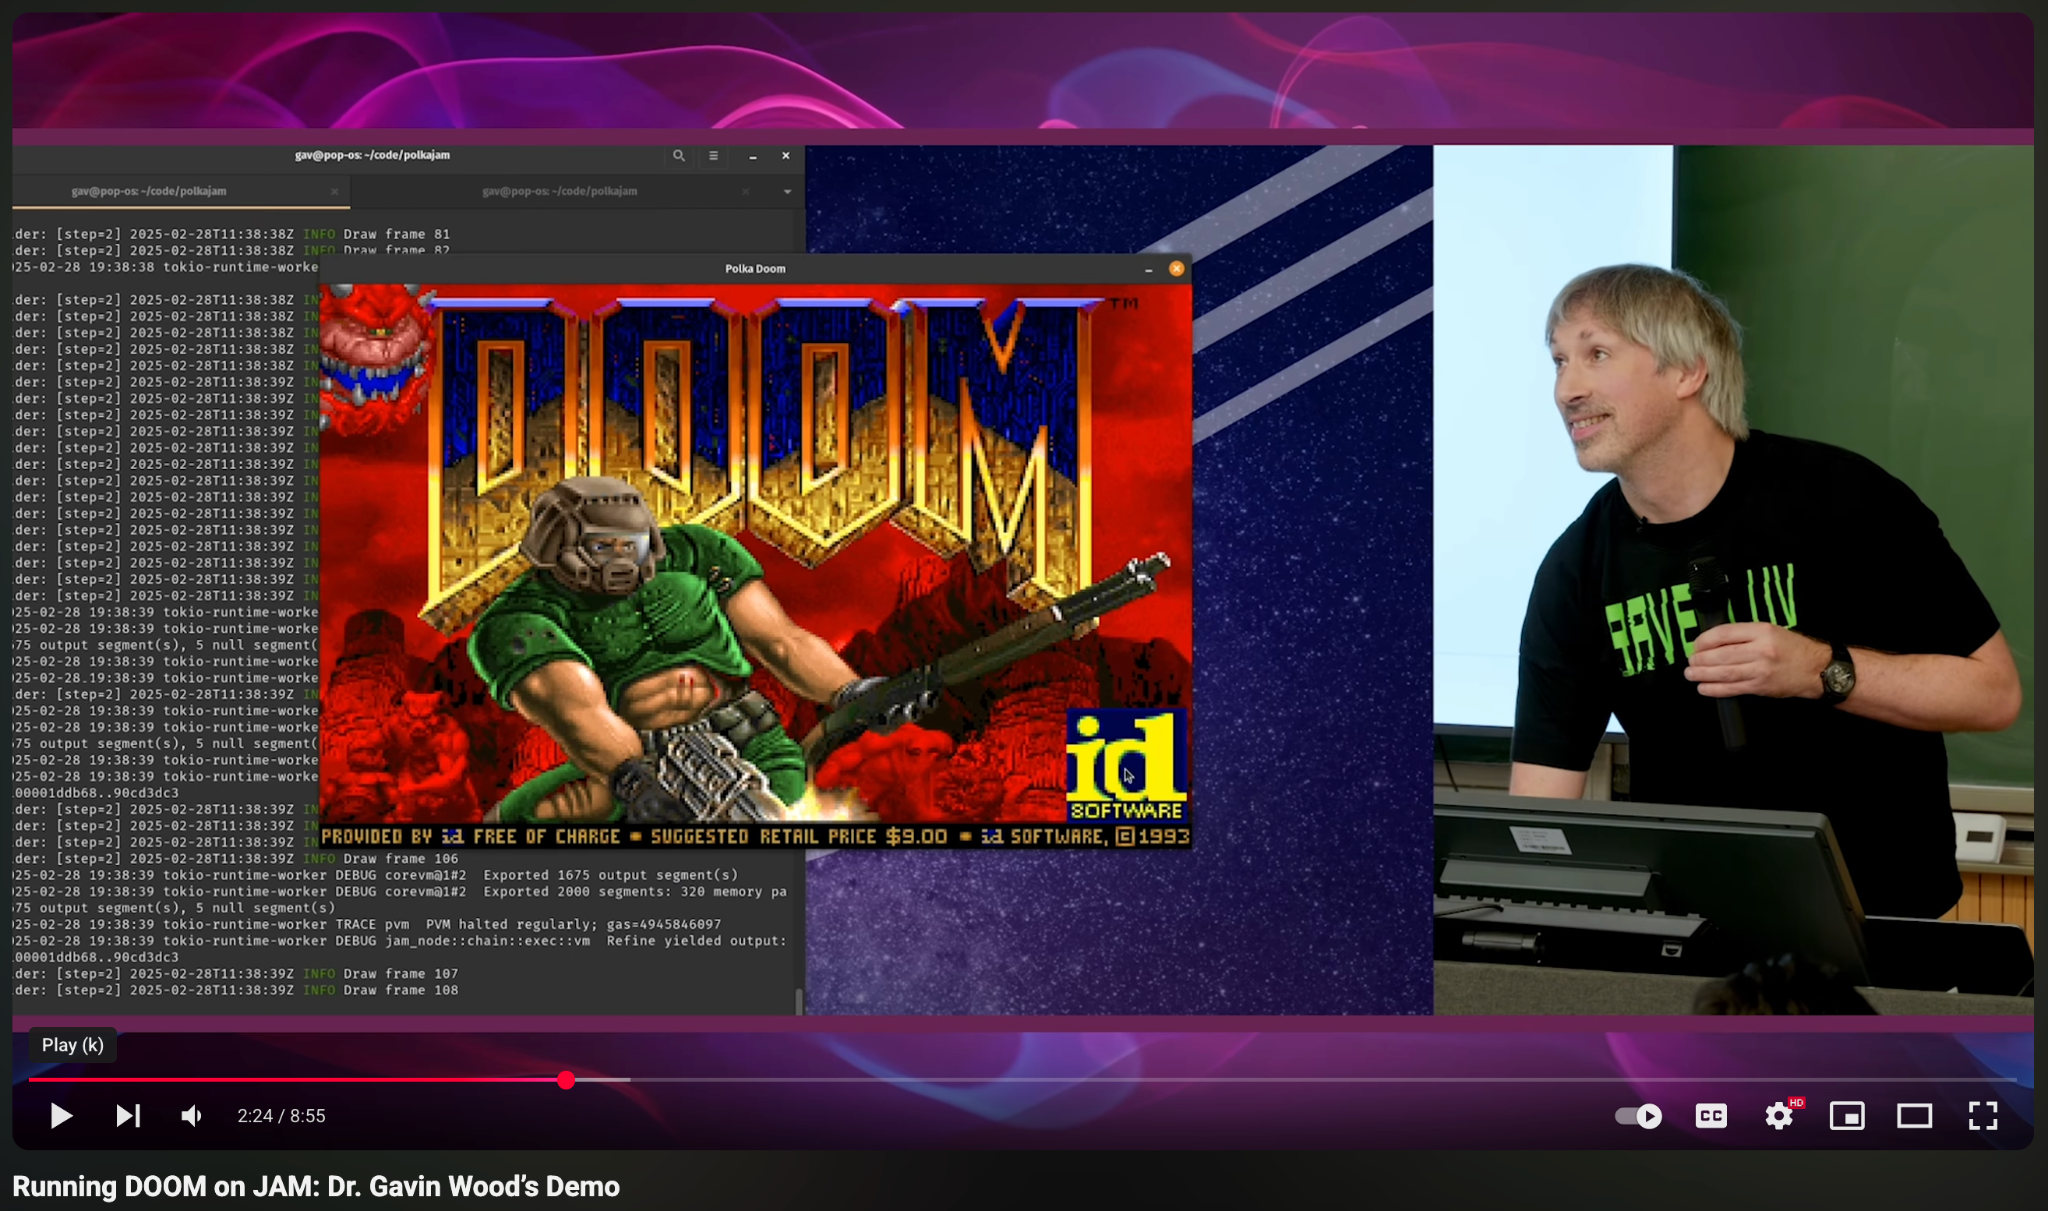 gav@pop-os: ~/code/polkajam
gav@pop-os: ~/code/polkajam
gav@pop-os: ~/code/polkajam
der: [step=2] 2025-02-28T11:38:38Z INFO Draw frame 81
der: [step=2] 2025-02-28T11:38:38Z INFO Draw frame 82
25-02-28 19:38:38 tokio-runtime-worke
der: [step=2] 2025-02-28T11:38:38Z IN
der: [step=2] 2025-02-28T11:38:38Z IN
der: [step=2] 2025-02-28T11:38:38Z IN
der: [step=2] 2025-02-28T11:38:38Z IN
der: [step=2] 2025-02-28T11:38:38Z IN
der: [step=2] 2025-02-28T11:38:39Z IN
der: [step=2] 2025-02-28T11:38:39Z IN
der: [step=2] 2025-02-28T11:38:39Z IN
der: [step=2] 2025-02-28T11:38:39Z IN
der: [step=2] 2025-02-28T11:38:39Z IN
der: [step=2] 2025-02-28T11:38:39Z IN
der: [step=2] 2025-02-28T11:38:39Z IN
der: [step=2] 2025-02-28T11:38:39Z IN
der: [step=2] 2025-02-28T11:38:39Z IN
der: [step=2] 2025-02-28T11:38:39Z IN
der: [step=2] 2025-02-28T11:38:39Z IN
der: [step=2] 2025-02-28T11:38:39Z IN
der: [step=2] 2025-02-28T11:38:39Z IN
der: [step=2] 2025-02-28T11:38:39Z IN
25-02-28 19:38:39 tokio-runtime-worke
25-02-28 19:38:39 tokio-runtime-worke
75 output segment(s), 5 null segment(
25-02-28 19:38:39 tokio-runtime-worke
25-02-28 19:38:39 tokio-runtime-worke
der: [step=2] 2025-02-28T11:38:39Z IN
25-02-28 19:38:39 tokio-runtime-worke
25-02-28 19:38:39 tokio-runtime-worke
75 output segment(s), 5 null segment(
25-02-28 19:38:39 tokio-runtime-worke
25-02-28 19:38:39 tokio-runtime-worke
00001ddb68..90cd3dc3
der: [step=2] 2025-02-28T11:38:39Z IN
der: [step=2] 2025-02-28T11:38:39Z IN
der: [step=2] 2025-02-28T11:38:39Z IN
der: [step=2] 2025-02-28T11:38:39Z INFO Draw frame 106
25-02-28 19:38:39 tokio-runtime-worker DEBUG corevm@1#2  Exported 1675 output segment(s)
25-02-28 19:38:39 tokio-runtime-worker DEBUG corevm@1#2  Exported 2000 segments: 320 memory pa
75 output segment(s), 5 null segment(s)
25-02-28 19:38:39 tokio-runtime-worker TRACE pvm  PVM halted regularly; gas=4945846097
25-02-28 19:38:39 tokio-runtime-worker DEBUG jam_node::chain::exec::vm  Refine yielded output:
00001ddb68..90cd3dc3
der: [step=2] 2025-02-28T11:38:39Z INFO Draw frame 107
der: [step=2] 2025-02-28T11:38:39Z INFO Draw frame 108
Polka Doom
DOOM™
id
SOFTWARE
PROVIDED BY id FREE OF CHARGE - SUGGESTED RETAIL PRICE $9.00 - id SOFTWARE, © 1993
RAVE LUV
Play (k)
2:24 / 8:55
CC
HD
Running DOOM on JAM: Dr. Gavin Wood’s Demo